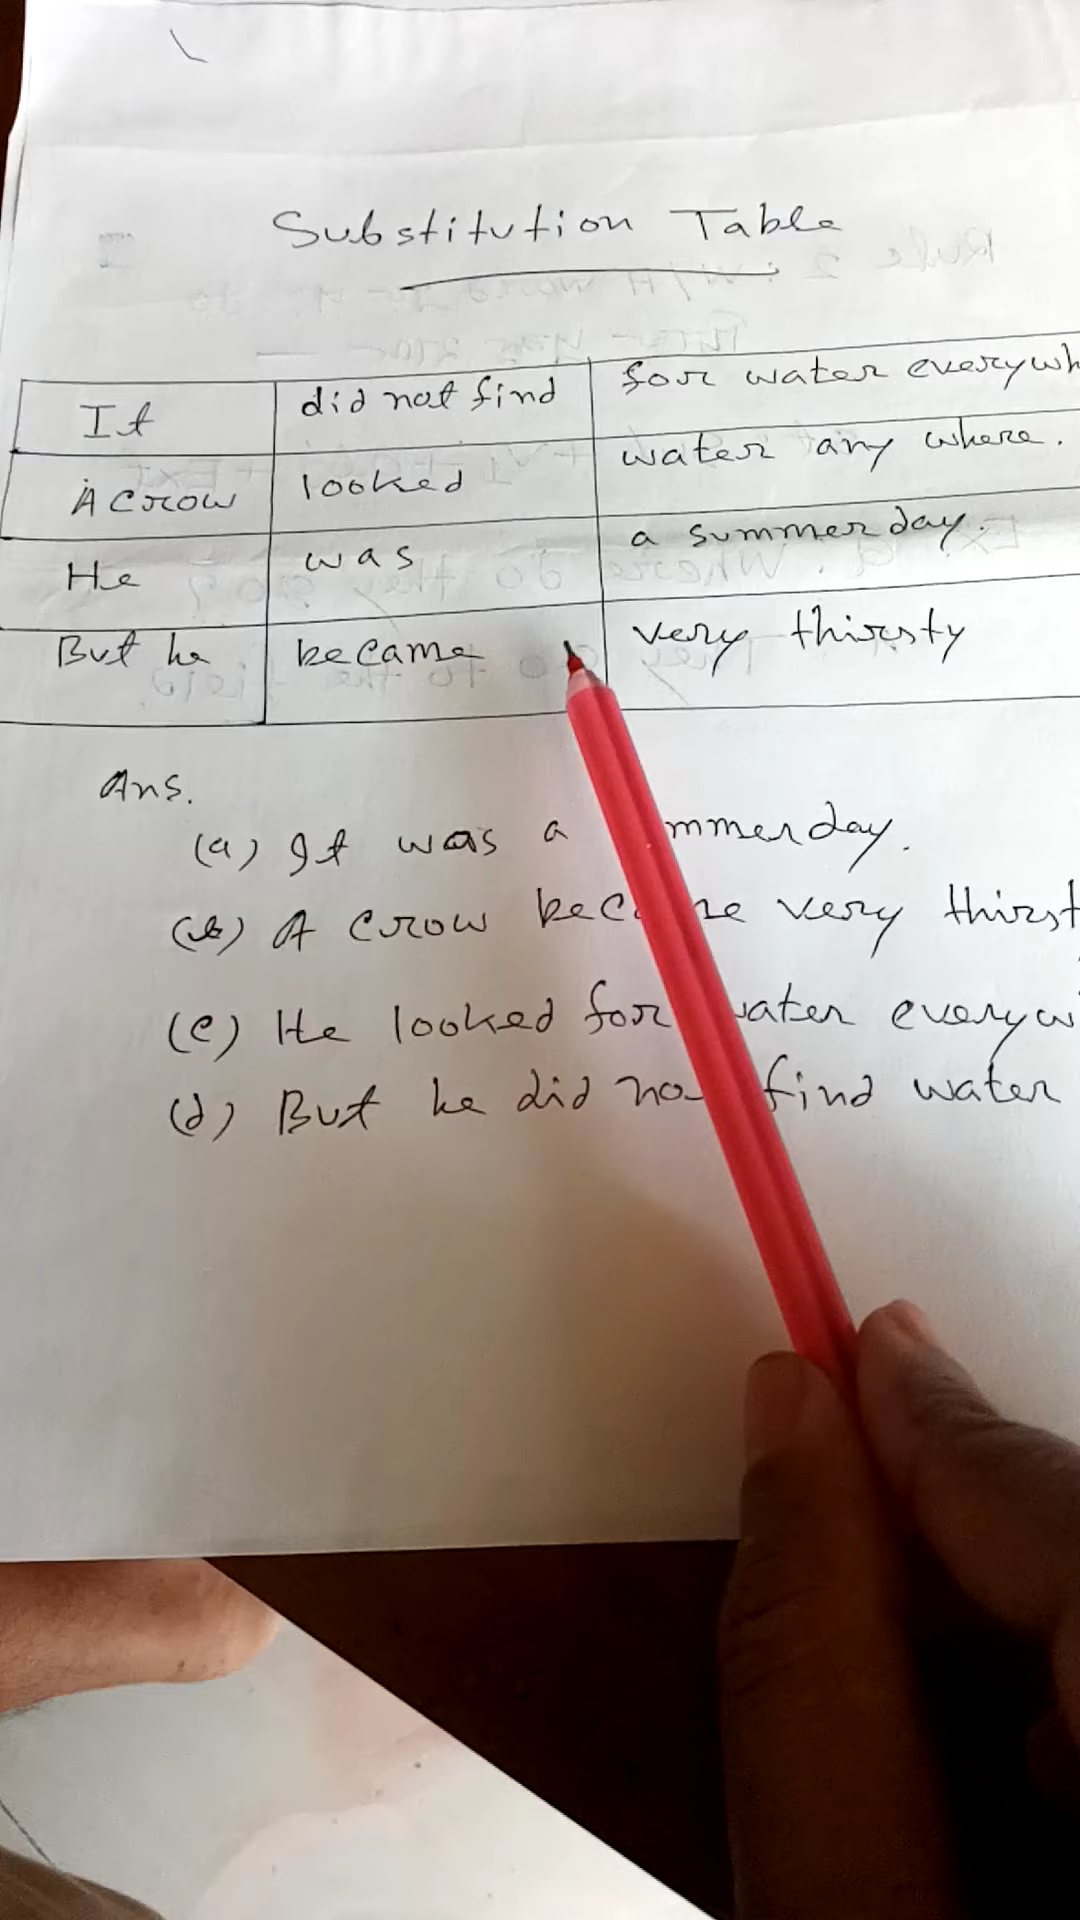 Substitution Table
It did not find for water everywh
A crow looked water any where.
He was a summer day.
But he became very thirsty
Ans.
(a) It was a mmer day.
(b) A crow bec me very thirst
(c) He looked for water everyw
(d) But he did no find water